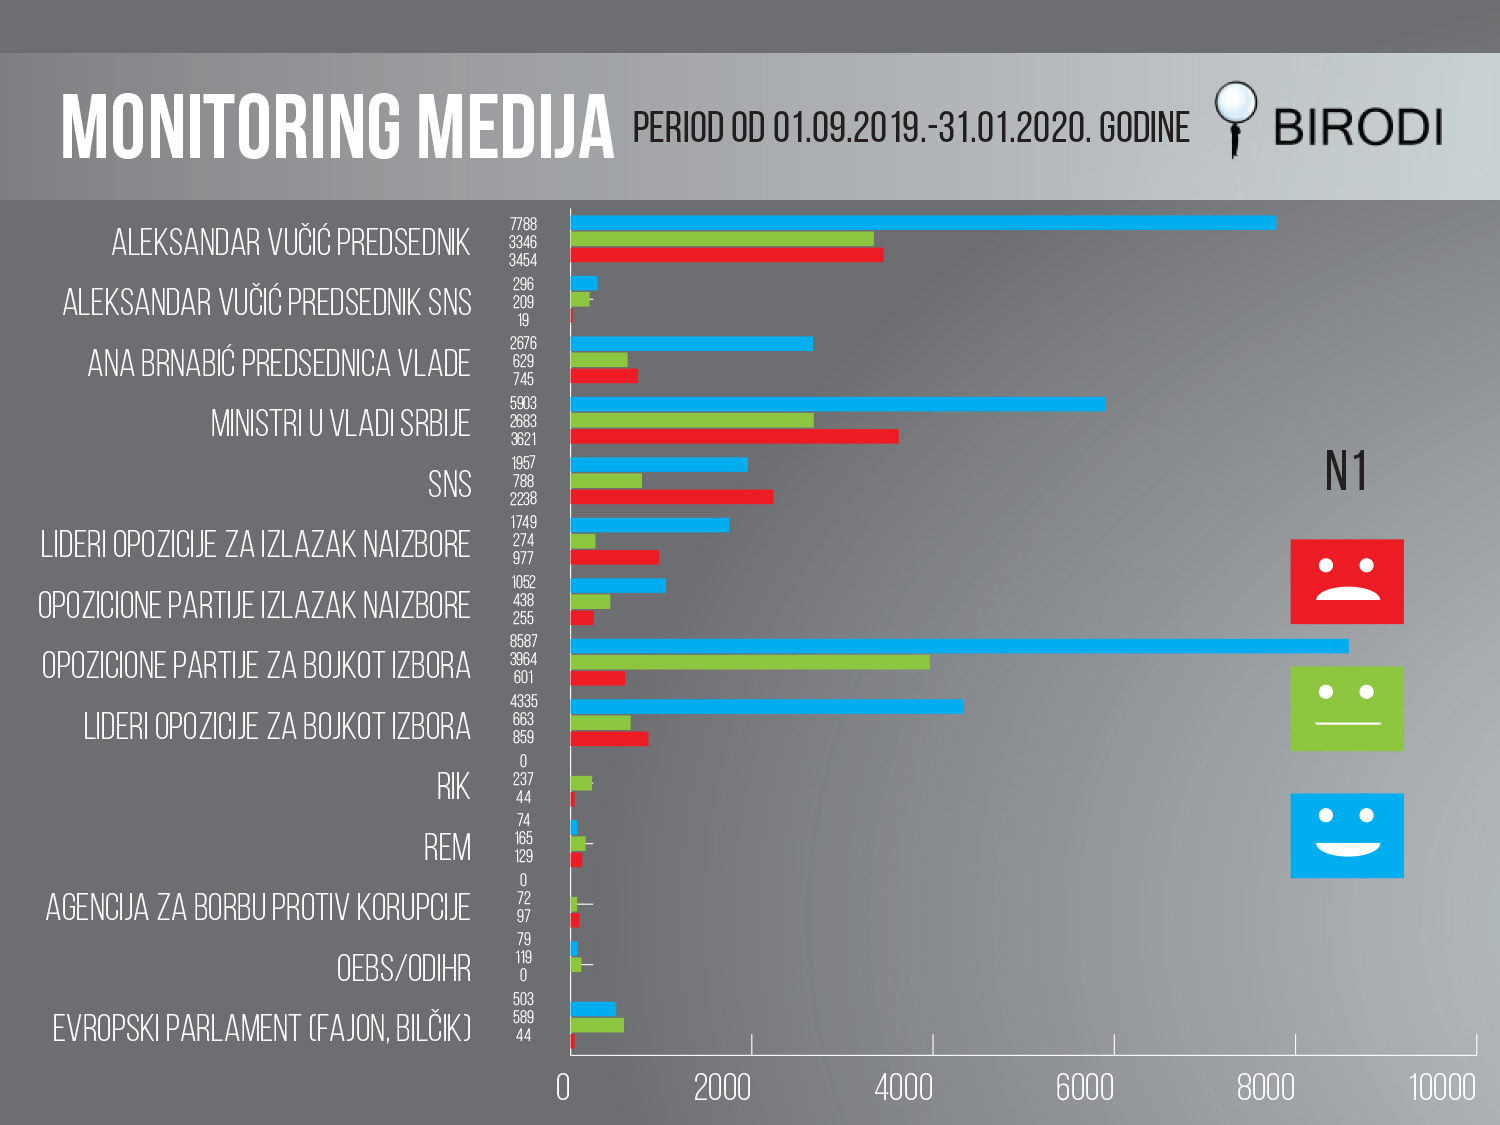 MONITORING MEDIJA PERIOD OD 01.09.2019.-31.01.2020. GODINE BIRODI
ALEKSANDAR VUČIĆ PREDSEDNIK
7788
3346
3454
ALEKSANDAR VUČIĆ PREDSEDNIK SNS
296
209
19
ANA BRNABIĆ PREDSEDNICA VLADE
2676
629
745
MINISTRI U VLADI SRBIJE
5903
2683
3621
SNS
1957
788
2238
LIDERI OPOZICIJE ZA IZLAZAK NAIZBORE
1749
274
977
OPOZICIONE PARTIJE IZLAZAK NAIZBORE
1052
438
255
OPOZICIONE PARTIJE ZA BOJKOT IZBORA
8587
3964
601
LIDERI OPOZICIJE ZA BOJKOT IZBORA
4335
663
859
RIK
0
237
44
REM
74
165
129
AGENCIJA ZA BORBU PROTIV KORUPCIJE
0
72
97
OEBS/ODIHR
79
119
0
EVROPSKI PARLAMENT (FAJON, BILČIK)
503
589
44
0 2000 4000 6000 8000 10000
N1